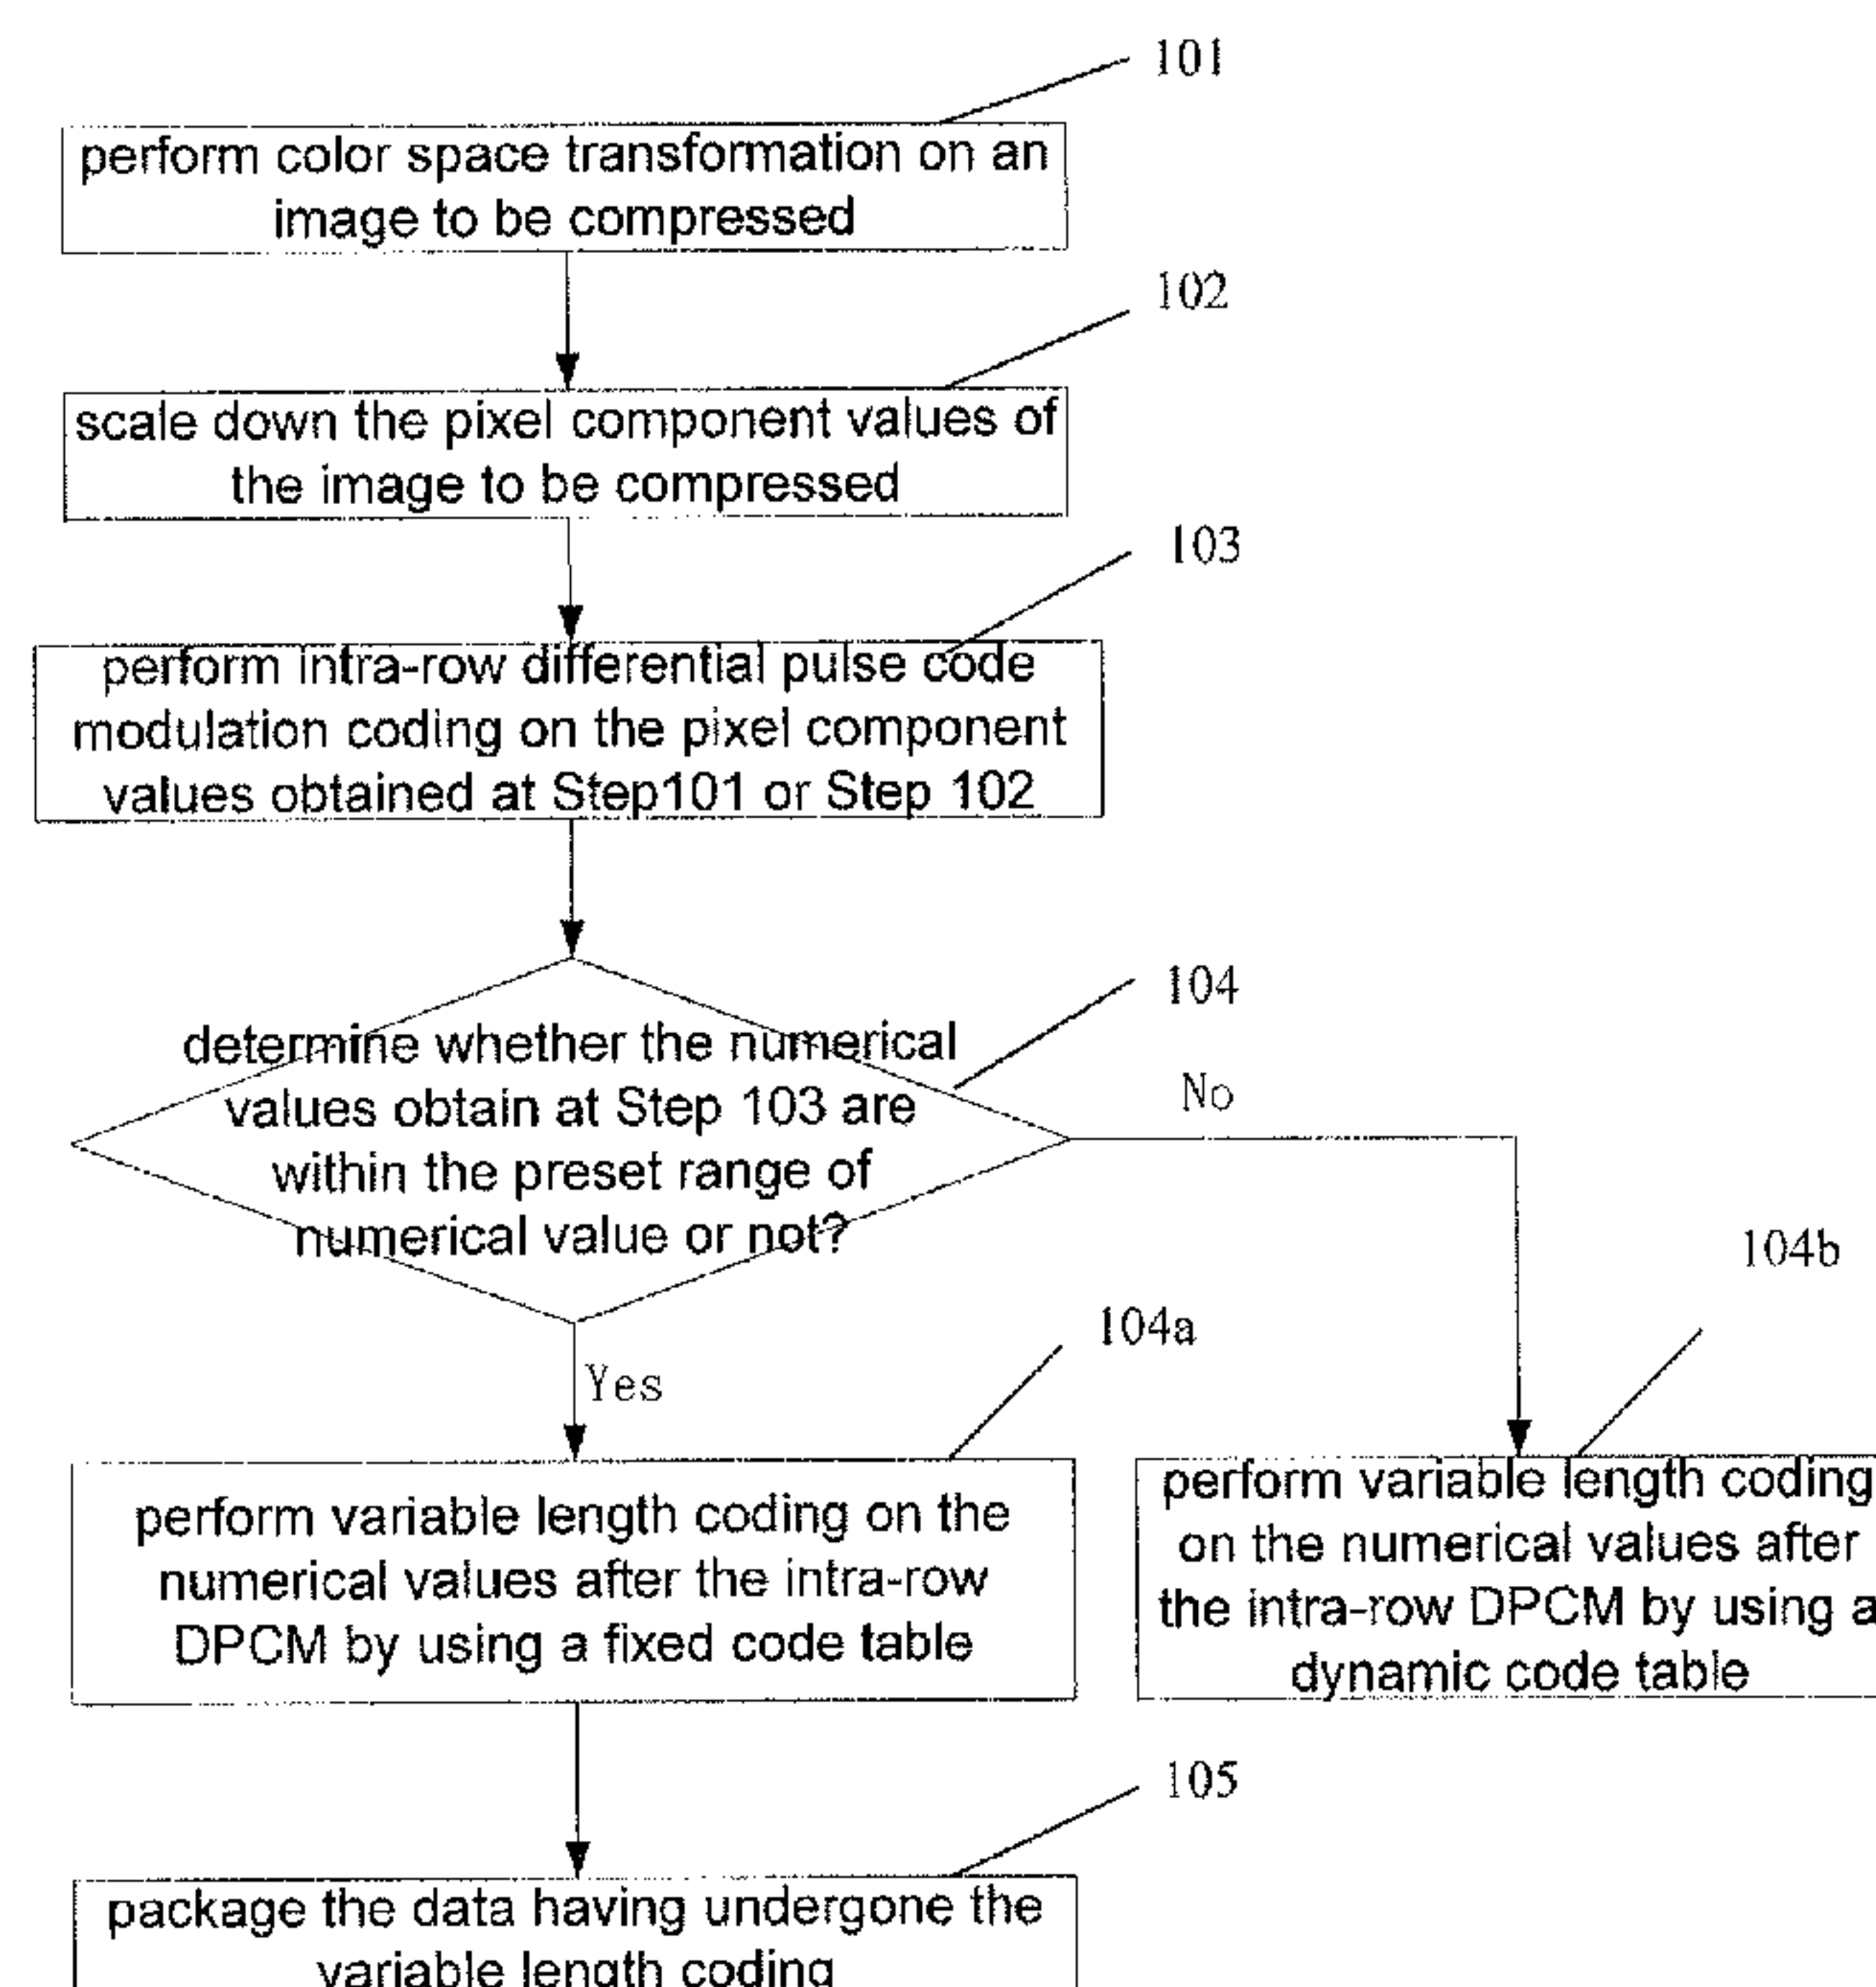 101
perform color space transformation on an
image to be compressed
102
scale down the pixel component values of
the image to be compressed
103
perform intra-row differential pulse code
modulation coding on the pixel component
values obtained at Step101 or Step 102
104
determine whether the numerical
values obtain at Step 103 are
within the preset range of
numerical value or not?
No
104b
104a
Yes
perform variable length coding on the
numerical values after the intra-row
DPCM by using a fixed code table
perform variable length coding
on the numerical values after
the intra-row DPCM by using a
dynamic code table
105
package the data having undergone the
variable length coding